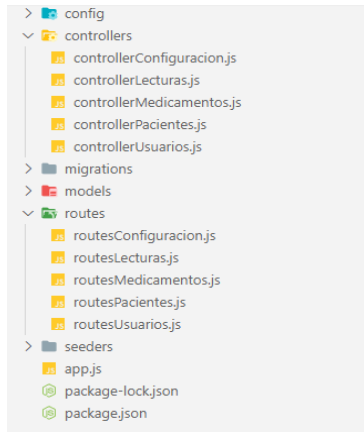 config
controllers
controllerConfiguracion.js
controllerLecturas.js
controllerMedicamentos.js
controllerPacientes.js
controllerUsuarios.js
migrations
models
routes
routesConfiguracion.js
routesLecturas.js
routesMedicamentos.js
routesPacientes.js
routesUsuarios.js
seeders
app.js
package-lock.json
package.json